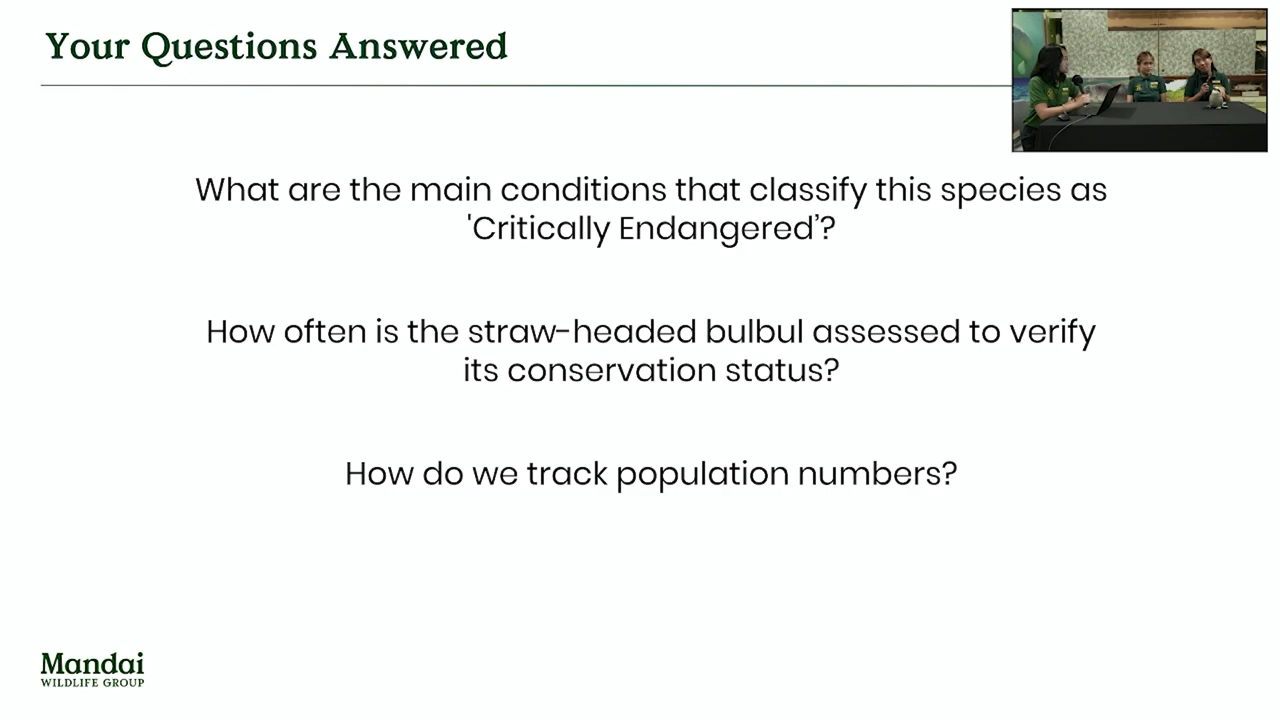 Your Questions Answered
What are the main conditions that classify this species as
'Critically Endangered’?
How often is the straw-headed bulbul assessed to verify
its conservation status?
How do we track population numbers?
Mandai
WILDLIFE GROUP